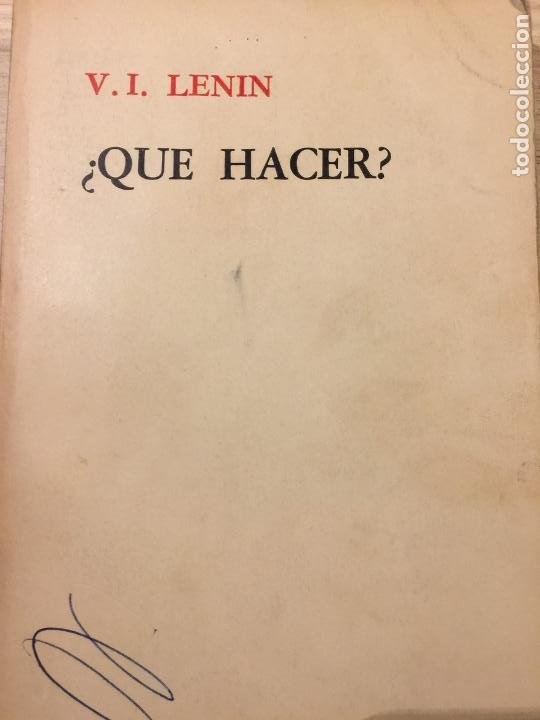 V. I. LENIN
¿QUE HACER?
todocoleccion